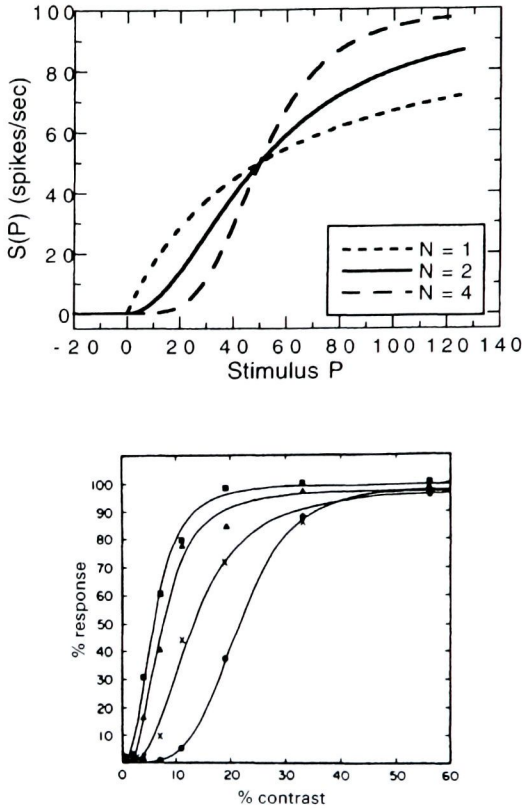 100
80
60
40
20
0
S(P) (spikes/sec)
N = 1
N = 2
N = 4
-20 0 20 40 60 80 100 120 140
Stimulus P
100
90
80
70
60
50
40
30
20
10
% response
0 10 20 30 40 50 60
% contrast